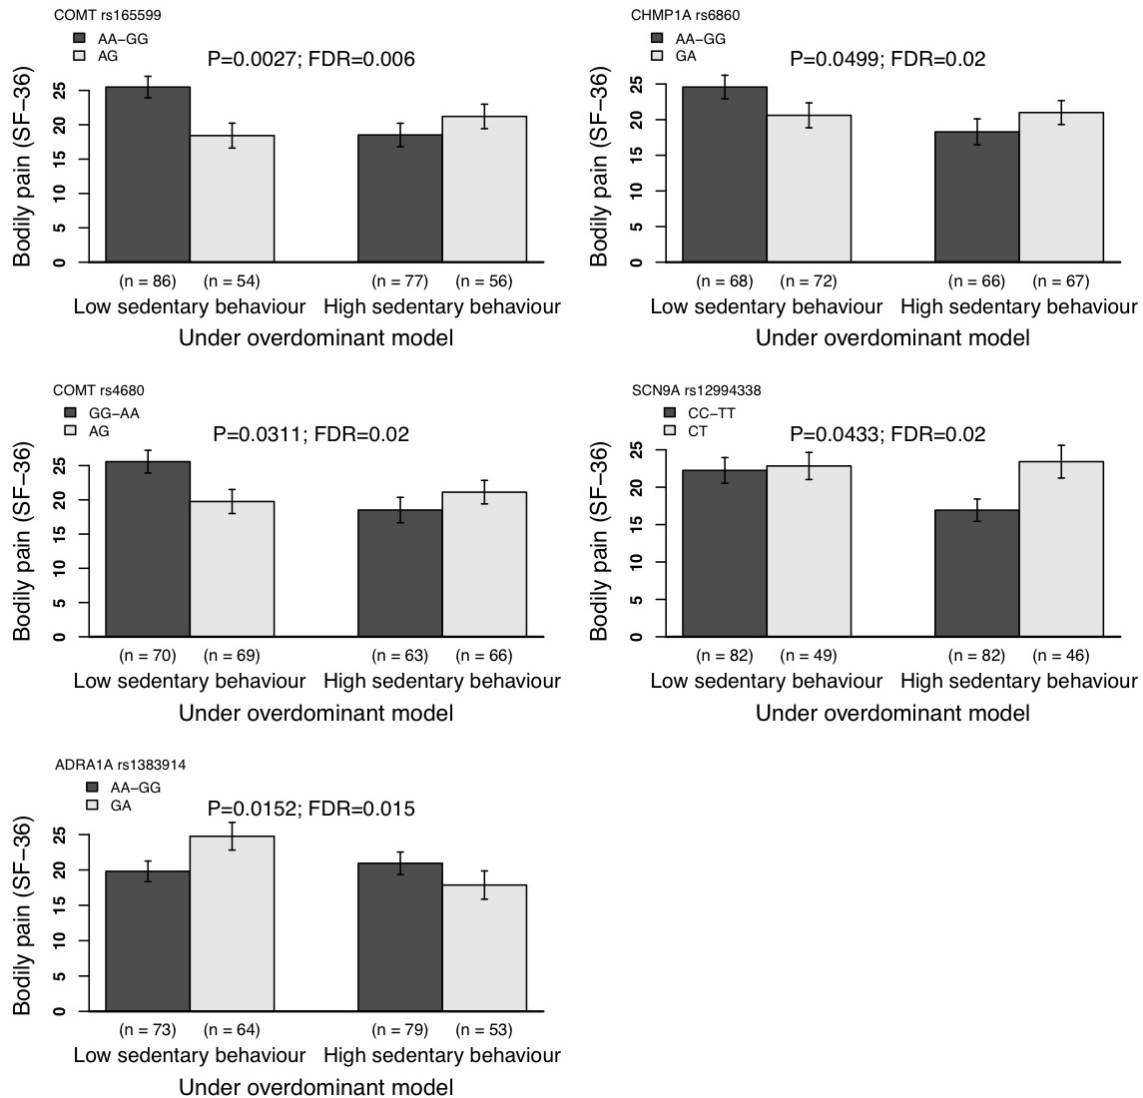 COMT rs165599
AA−GG
AG
P=0.0027; FDR=0.006
Bodily pain (SF−36)
25
20
15
10
5
0
(n = 86) (n = 54) (n = 77) (n = 56)
Low sedentary behaviour High sedentary behaviour
Under overdominant model
CHMP1A rs6860
AA−GG
GA
P=0.0499; FDR=0.02
Bodily pain (SF−36)
25
20
15
10
5
0
(n = 68) (n = 72) (n = 66) (n = 67)
Low sedentary behaviour High sedentary behaviour
Under overdominant model
COMT rs4680
GG−AA
AG
P=0.0311; FDR=0.02
Bodily pain (SF−36)
25
20
15
10
5
0
(n = 70) (n = 69) (n = 63) (n = 66)
Low sedentary behaviour High sedentary behaviour
Under overdominant model
SCN9A rs12994338
CC−TT
CT
P=0.0433; FDR=0.02
Bodily pain (SF−36)
25
20
15
10
5
0
(n = 82) (n = 49) (n = 82) (n = 46)
Low sedentary behaviour High sedentary behaviour
Under overdominant model
ADRA1A rs1383914
AA−GG
GA
P=0.0152; FDR=0.015
Bodily pain (SF−36)
25
20
15
10
5
0
(n = 73) (n = 64) (n = 79) (n = 53)
Low sedentary behaviour High sedentary behaviour
Under overdominant model